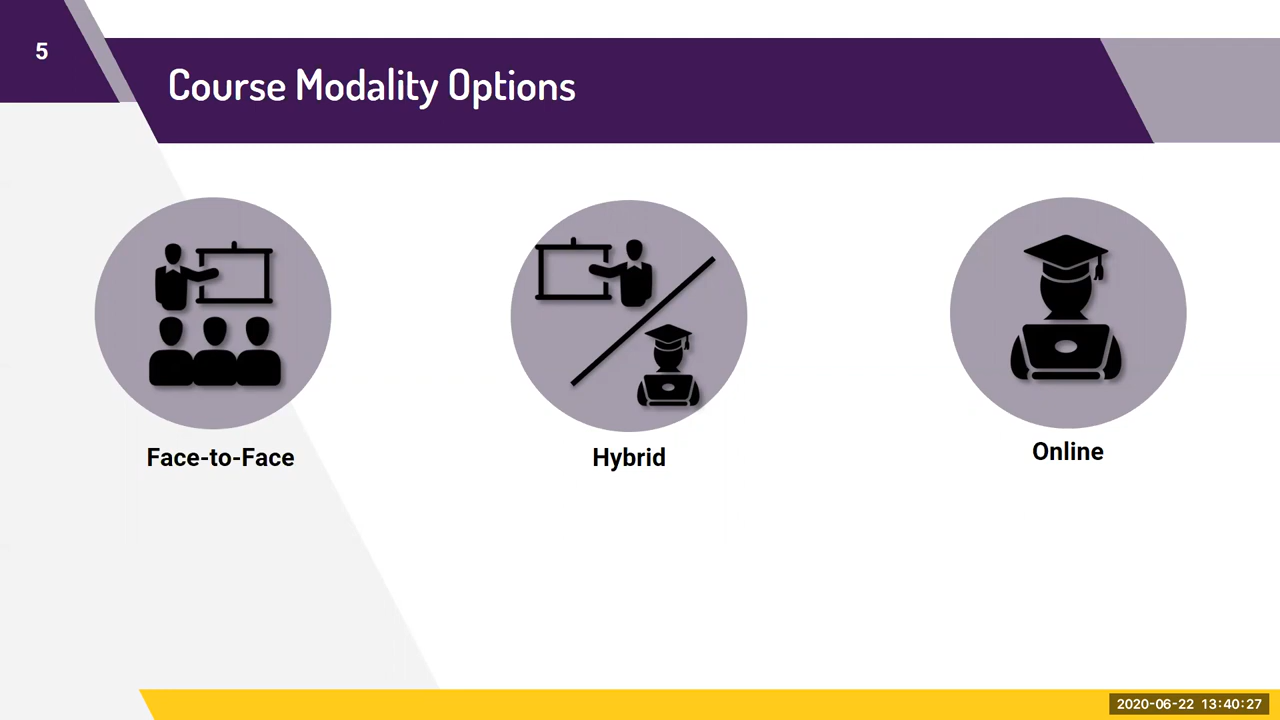 5
Course Modality Options
Face-to-Face
Hybrid
Online
2020-06-22 13:40:27